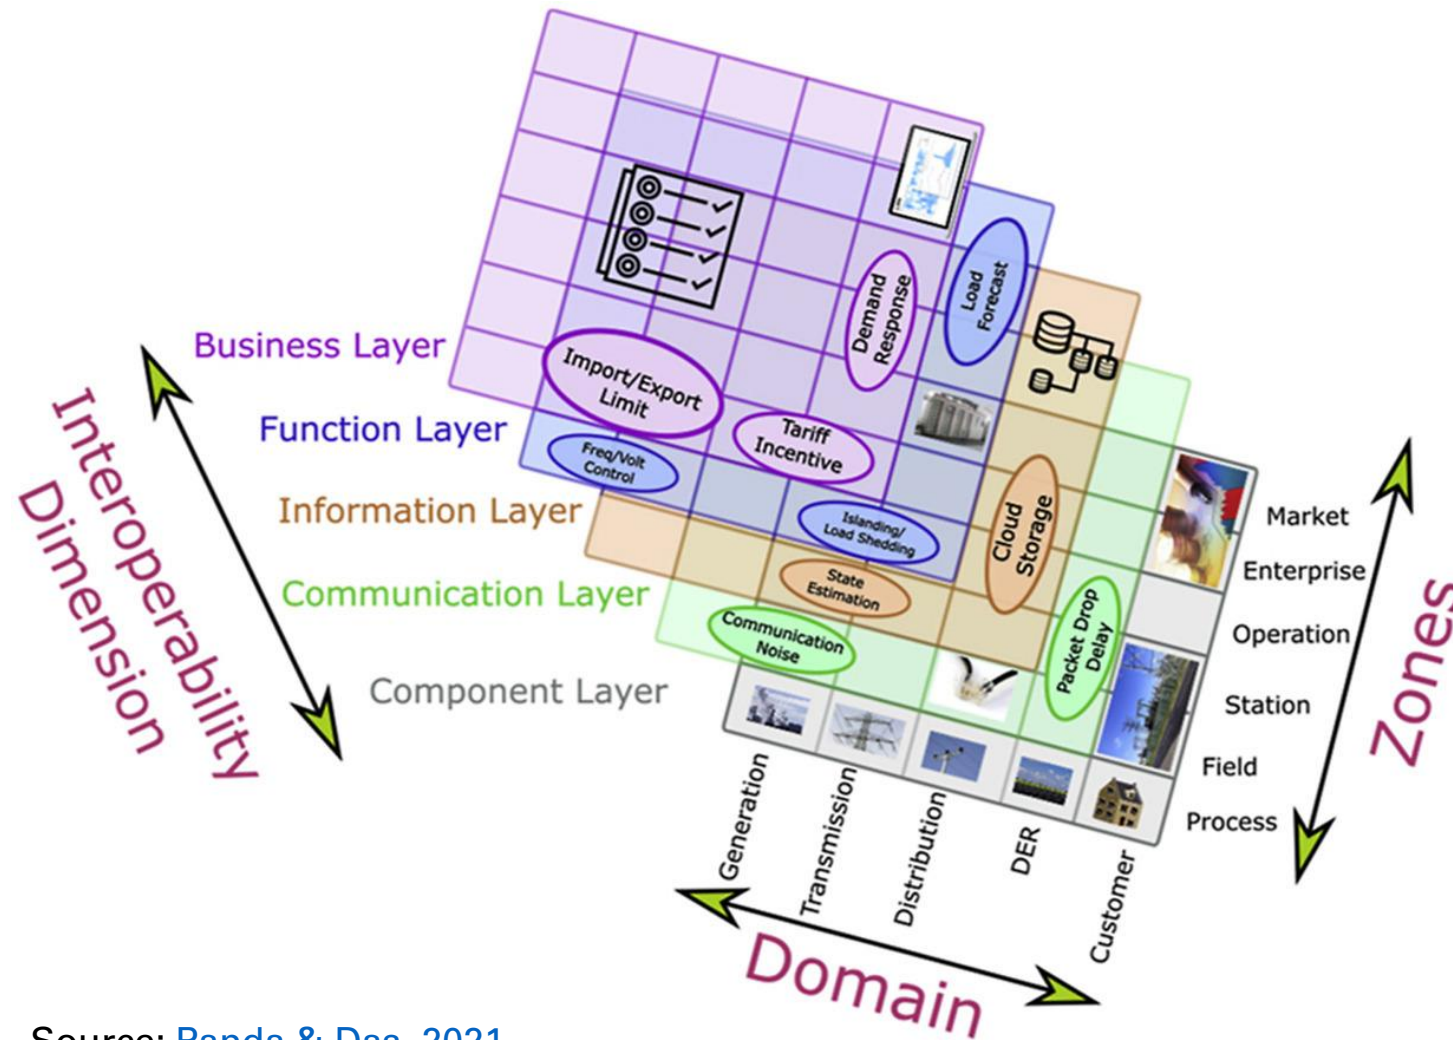 Business Layer
Function Layer
Information Layer
Communication Layer
Component Layer
Interoperability
Dimension
Import/Export
Limit
Demand
Response
Tariff
Incentive
Load
Forecast
Freq/Volt
Control
Islanding/
Load Shedding
Cloud
Storage
State
Estimation
Communication
Noise
Packet Drop
Delay
Market
Enterprise
Operation
Station
Field
Process
Zones
Generation
Transmission
Distribution
DER
Customer
Domain
Source: Panda & Das, 2021